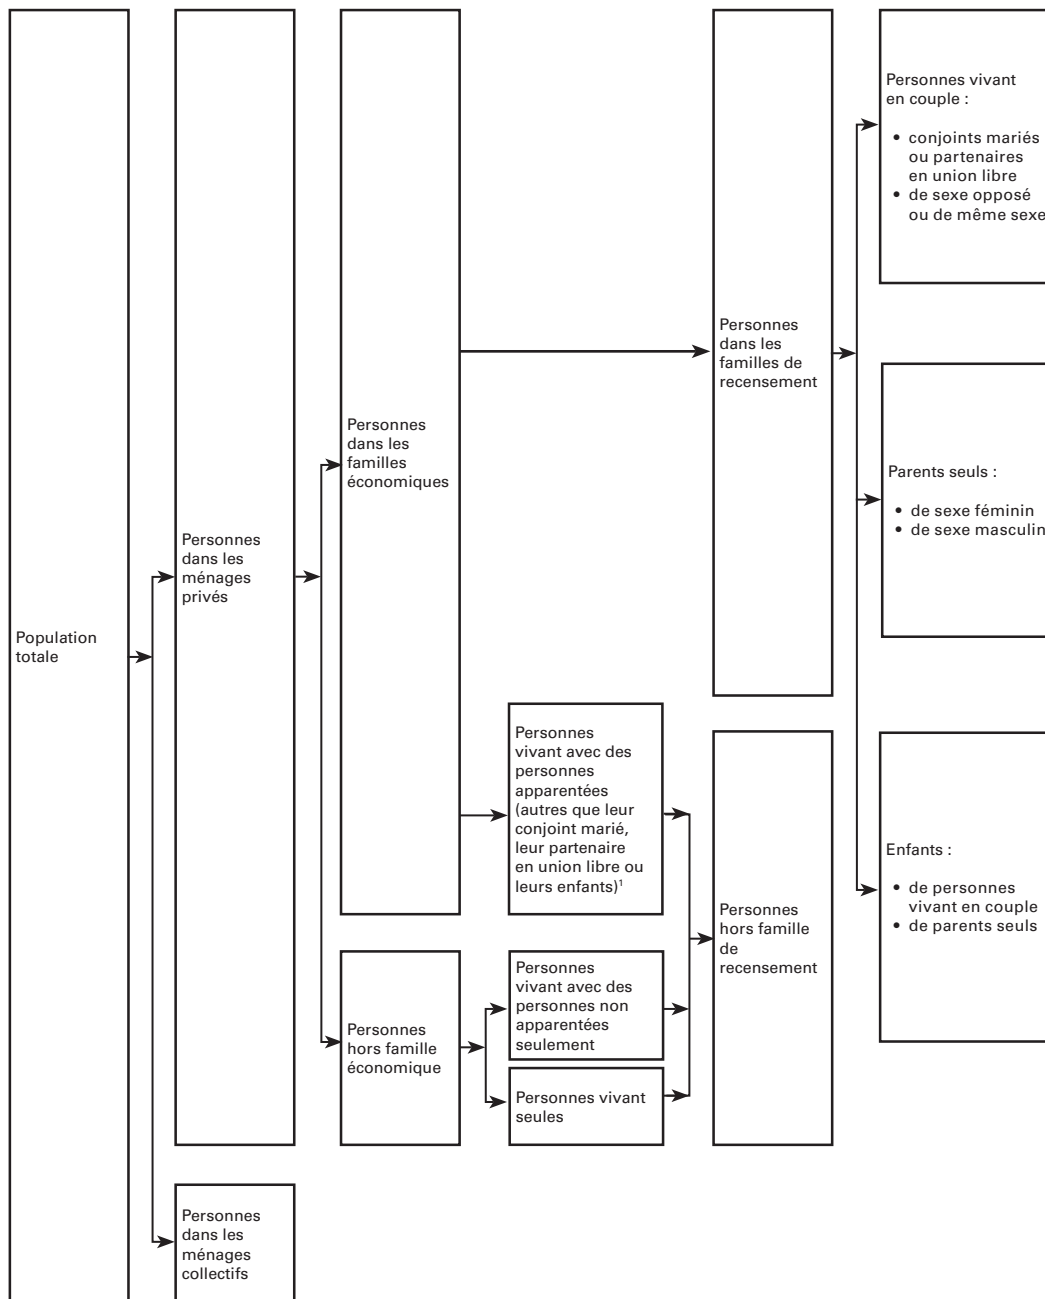 Population
totale
Personnes
dans les
ménages
privés
Personnes
dans les
ménages
collectifs
Personnes
dans les
familles
économiques
Personnes
hors famille
économique
Personnes
vivant avec des
personnes
apparentées
(autres que leur
conjoint marié,
leur partenaire
en union libre ou
leurs enfants)¹
Personnes
vivant avec des
personnes non
apparentées
seulement
Personnes vivant
seules
Personnes
dans les
familles de
recensement
Personnes
hors famille
de
recensement
Personnes vivant
en couple :
• conjoints mariés
ou partenaires
en union libre
• de sexe opposé
ou de même sexe
Parents seuls :
• de sexe féminin
• de sexe masculin
Enfants :
• de personnes
vivant en couple
• de parents seuls